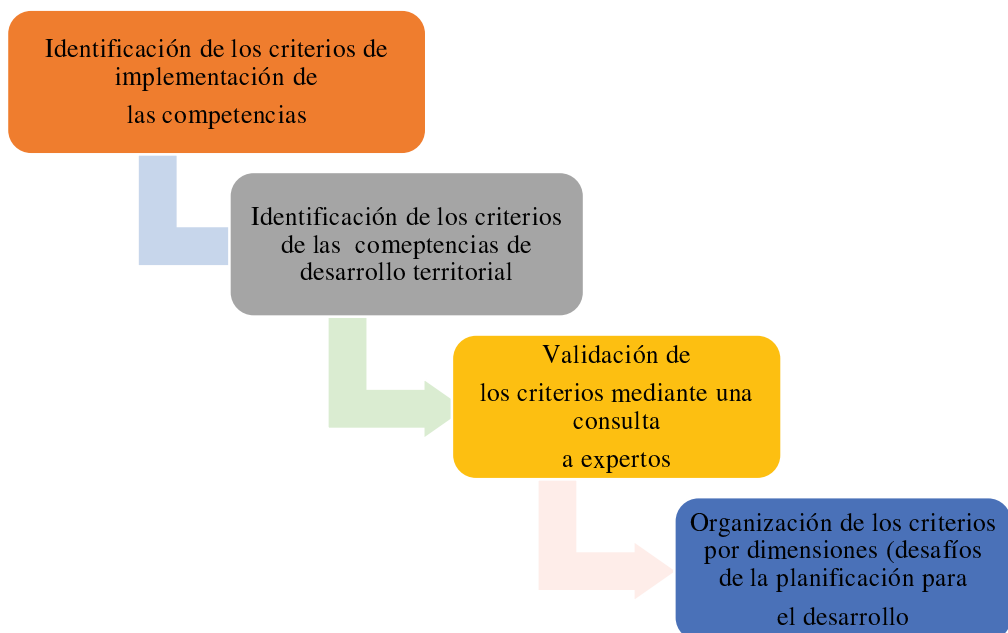 Identificación de los criterios de
implementación de
las competencias
Identificación de los criterios
de las comeptencias de
desarrollo territorial
Validación de
los criterios mediante una
consulta
a expertos
Organización de los criterios
por dimensiones (desafíos
de la planificación para
el desarrollo